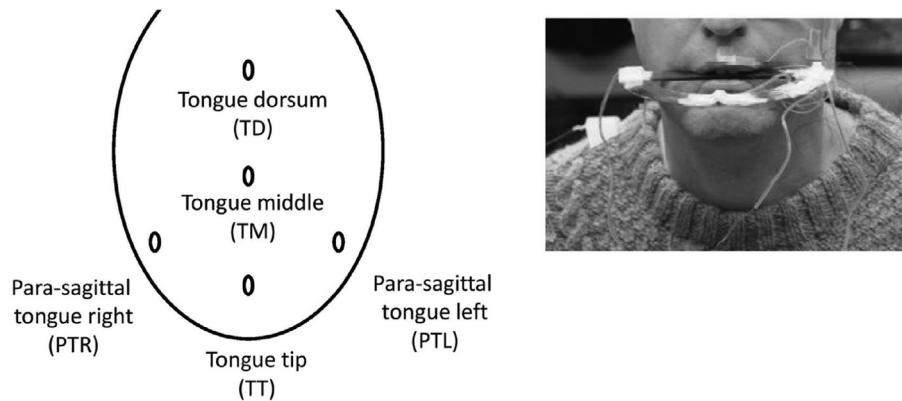 Tongue dorsum
(TD)
Tongue middle
(TM)
Para-sagittal
tongue right
(PTR)
Para-sagittal
tongue left
(PTL)
Tongue tip
(TT)